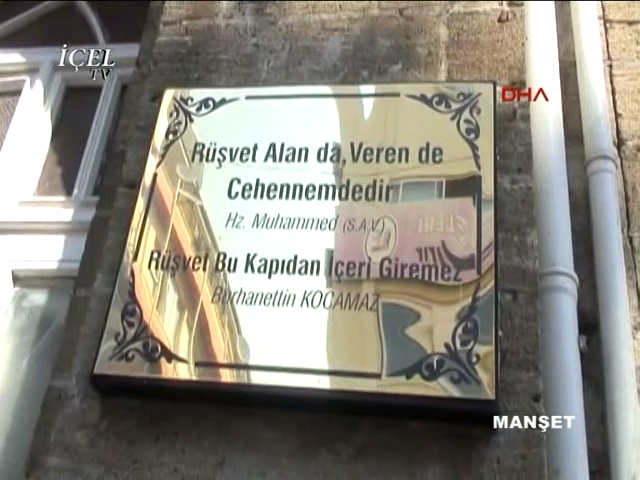 İÇEL
TV
DHA
Rüşvet Alan da, Veren de
Cehennemdedir
Hz. Muhammed (S.A.V.)
Rüşvet Bu Kapıdan İçeri Giremez
Burhanettin KOCAMAZ
MANŞET